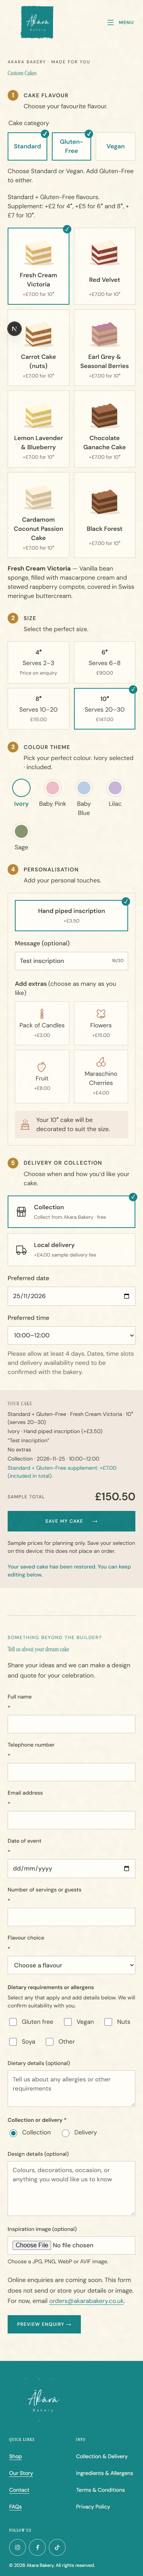 Akara
Bakery
MENU
AKARA BAKERY · MADE FOR YOU
Custom Cakes
1 CAKE FLAVOUR
Choose your favourite flavour.
Cake category
Standard
Gluten-
Free
Vegan
Choose Standard or Vegan. Add Gluten-Free
to either.
Standard + Gluten-Free flavours.
Supplement: +£2 for 4″, +£5 for 6″ and 8″, +
£7 for 10″.
Fresh Cream
Victoria
+£7.00 for 10″
Red Velvet
+£7.00 for 10″
N
Carrot Cake
(nuts)
+£7.00 for 10″
Earl Grey &
Seasonal Berries
+£7.00 for 10″
Lemon Lavender
& Blueberry
+£7.00 for 10″
Chocolate
Ganache Cake
+£7.00 for 10″
Cardamom
Coconut Passion
Cake
+£7.00 for 10″
Black Forest
+£7.00 for 10″
Fresh Cream Victoria — Vanilla bean
sponge, filled with mascarpone cream and
stewed raspberry compote, covered in Swiss
meringue buttercream.
2 SIZE
Select the perfect size.
4″
Serves 2–3
Price on enquiry
6″
Serves 6–8
£90.00
8″
Serves 10–20
£115.00
10″
Serves 20–30
£147.00
3 COLOUR THEME
Pick your perfect colour. Ivory selected
· included.
Ivory
Baby Pink
Baby
Blue
Lilac
Sage
4 PERSONALISATION
Add your personal touches.
Hand piped inscription
+£3.50
Message (optional)
Test inscription
16/30
Add extras (choose as many as you
like)
Pack of Candles
+£3.00
Flowers
+£15.00
Fruit
+£8.00
Maraschino
Cherries
+£4.00
Your 10″ cake will be
decorated to suit the size.
5 DELIVERY OR COLLECTION
Choose when and how you'd like your
cake.
Collection
Collect from Akara Bakery · free
Local delivery
+£4.00 sample delivery fee
Preferred date
25/11/2026
Preferred time
10:00–12:00
Please allow at least 4 days. Dates, time slots
and delivery availability need to be
confirmed with the bakery.
YOUR CAKE
Standard + Gluten-Free · Fresh Cream Victoria · 10″
(serves 20–30)
Ivory · Hand piped inscription (+£3.50)
“Test inscription”
No extras
Collection · 2026-11-25 · 10:00–12:00
Standard + Gluten-Free supplement: +£7.00
(included in total).
SAMPLE TOTAL
£150.50
SAVE MY CAKE →
Sample prices for planning only. Save your selection
on this device; this does not place an order.
Your saved cake has been restored. You can keep
editing below.
SOMETHING BEYOND THE BUILDER?
Tell us about your dream cake
Share your ideas and we can make a design
and quote for your celebration.
Full name
*
Telephone number
*
Email address
*
Date of event
*
dd/mm/yyyy
Number of servings or guests
*
Flavour choice
*
Choose a flavour
Dietary requirements or allergens
Select any that apply and add details below. We will
confirm suitability with you.
Gluten free
Vegan
Nuts
Soya
Other
Dietary details (optional)
Tell us about any allergies or other
requirements
Collection or delivery *
Collection
Delivery
Design details (optional)
Colours, decorations, occasion, or
anything you would like us to know
Inspiration image (optional)
Choose File No file chosen
Choose a JPG, PNG, WebP or AVIF image.
Online enquiries are coming soon. This form
does not send or store your details or image.
For now, email orders@akarabakery.co.uk.
PREVIEW ENQUIRY →
Akara
Bakery
QUICK LINKS
Shop
Our Story
Contact
FAQs
INFO
Collection & Delivery
Ingredients & Allergens
Terms & Conditions
Privacy Policy
FOLLOW US
© 2026 Akara Bakery. All rights reserved.